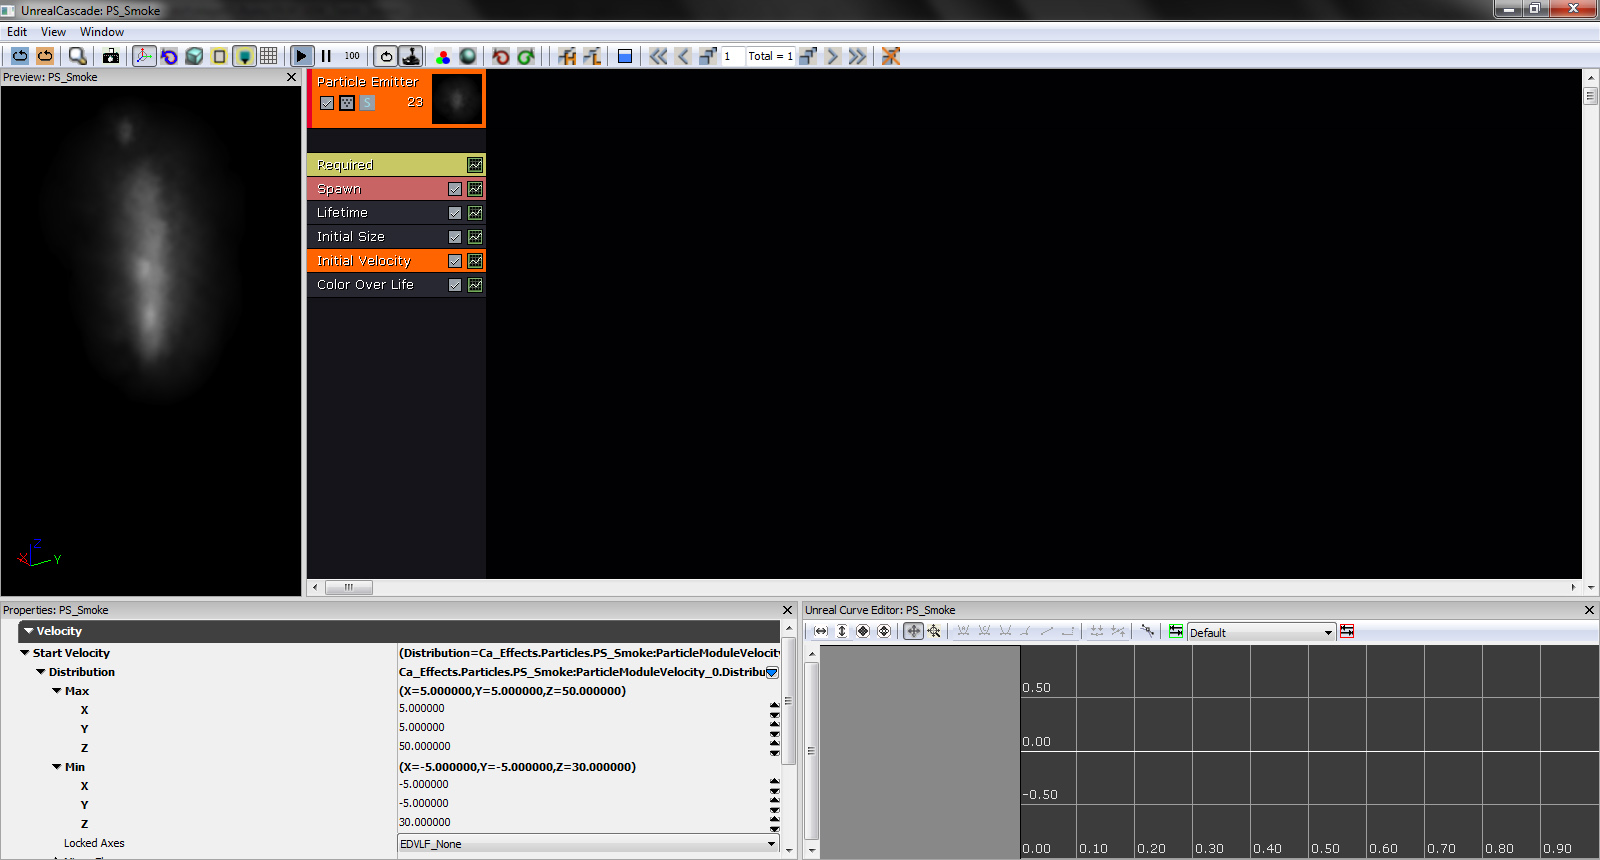 UnrealCascade: PS_Smoke
Edit View Window
100
1 Total = 1
Preview: PS_Smoke
Particle Emitter
S 23
Required
Spawn
Lifetime
Initial Size
Initial Velocity
Color Over Life
Z
X Y
Properties: PS_Smoke
Velocity
Start Velocity (Distribution=Ca_Effects.Particles.PS_Smoke:ParticleModuleVelocity
Distribution Ca_Effects.Particles.PS_Smoke:ParticleModuleVelocity_0.Distribu
Max (X=5.000000,Y=5.000000,Z=50.000000)
X 5.000000
Y 5.000000
Z 50.000000
Min (X=-5.000000,Y=-5.000000,Z=30.000000)
X -5.000000
Y -5.000000
Z 30.000000
Locked Axes EDVLF_None
Unreal Curve Editor: PS_Smoke
Default
0.50
0.00
-0.50
0.00 0.10 0.20 0.30 0.40 0.50 0.60 0.70 0.80 0.90